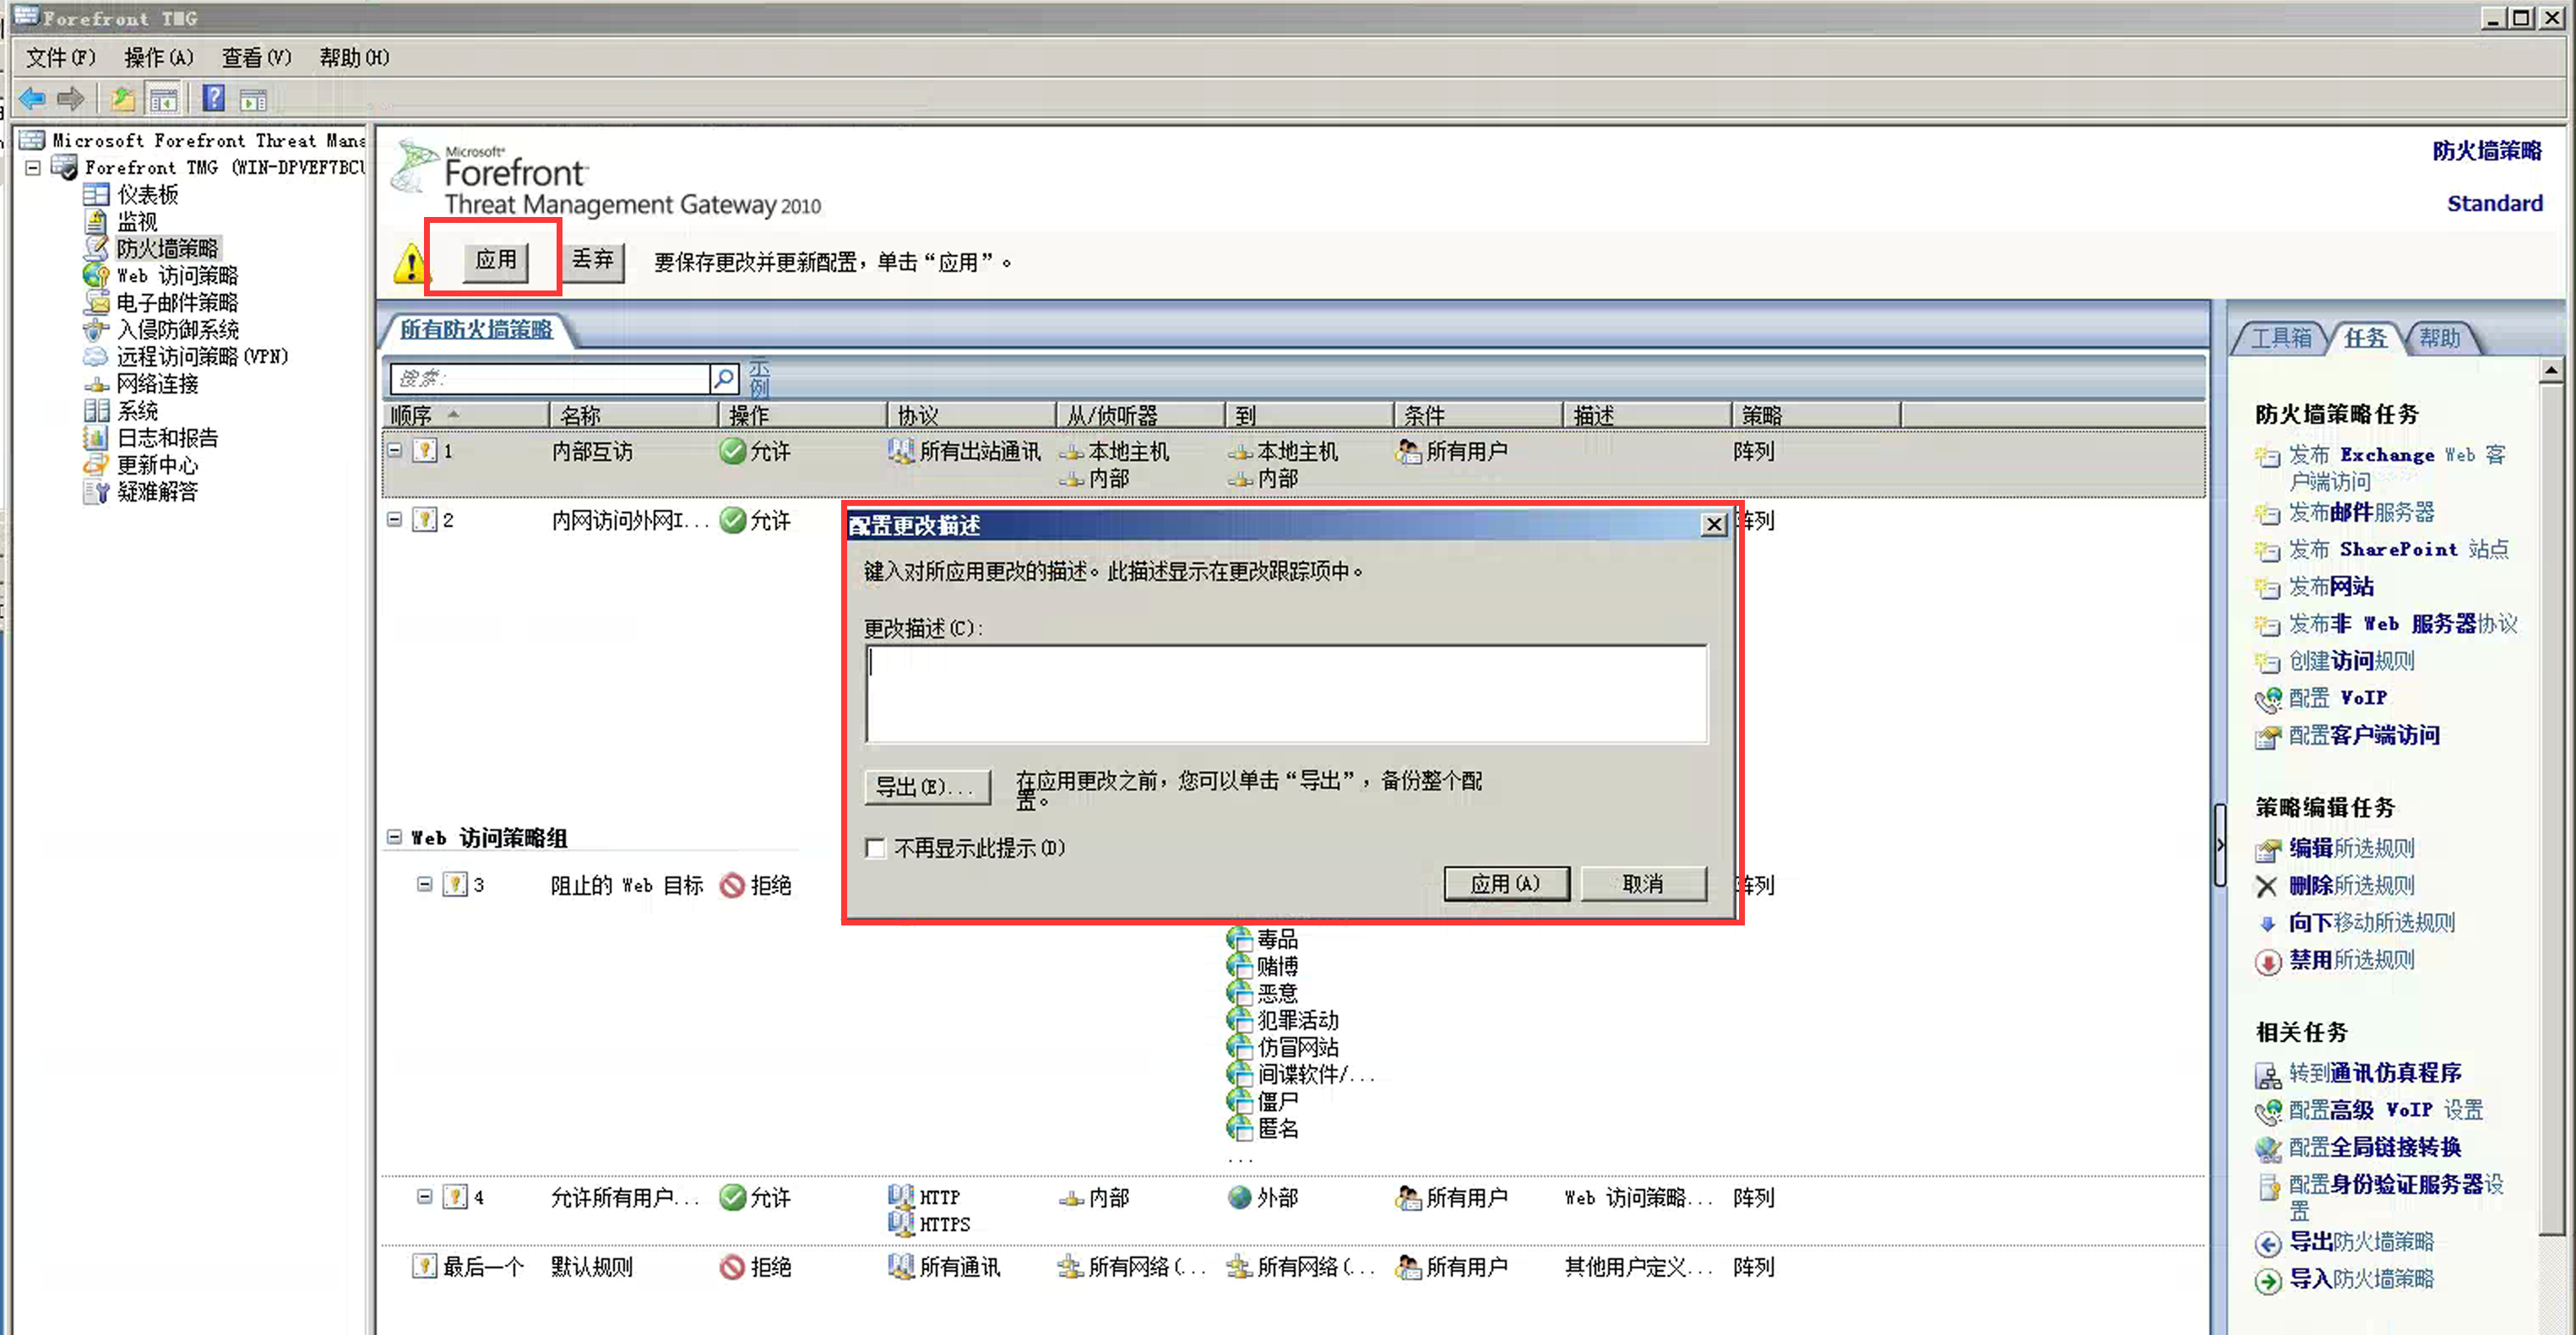 Forefront TMG
文件(F) 操作(A) 查看(V) 帮助(H)
Microsoft Forefront Threat Mana
Forefront TMG (WIN-DPVEF7BCU
仪表板
监视
防火墙策略
Web 访问策略
电子邮件策略
入侵防御系统
远程访问策略(VPN)
网络连接
系统
日志和报告
更新中心
疑难解答
Microsoft®
Forefront™
Threat Management Gateway 2010
防火墙策略
Standard
应用 丢弃 要保存更改并更新配置，单击“应用”。
所有防火墙策略
搜索:
示例
顺序 名称 操作 协议 从/侦听器 到 条件 描述 策略
1 内部互访 允许 所有出站通讯 本地主机 本地主机 所有用户 阵列
内部 内部
2 内网访问外网I... 允许 阵列
配置更改描述
键入对所应用更改的描述。此描述显示在更改跟踪项中。
更改描述(C):
导出(E)... 在应用更改之前，您可以单击“导出”，备份整个配
置。
不再显示此提示(D)
应用(A) 取消
Web 访问策略组
3 阻止的 Web 目标 拒绝 阵列
毒品
赌博
恶意
犯罪活动
仿冒网站
间谍软件/...
僵尸
匿名
...
4 允许所有用户... 允许 HTTP 内部 外部 所有用户 Web 访问策略... 阵列
HTTPS
最后一个 默认规则 拒绝 所有通讯 所有网络(... 所有网络(... 所有用户 其他用户定义... 阵列
工具箱 任务 帮助
防火墙策略任务
发布 Exchange Web 客
户端访问
发布邮件服务器
发布 SharePoint 站点
发布网站
发布非 Web 服务器协议
创建访问规则
配置 VoIP
配置客户端访问
策略编辑任务
编辑所选规则
删除所选规则
向下移动所选规则
禁用所选规则
相关任务
转到通讯仿真程序
配置高级 VoIP 设置
配置全局链接转换
配置身份验证服务器设
置
导出防火墙策略
导入防火墙策略